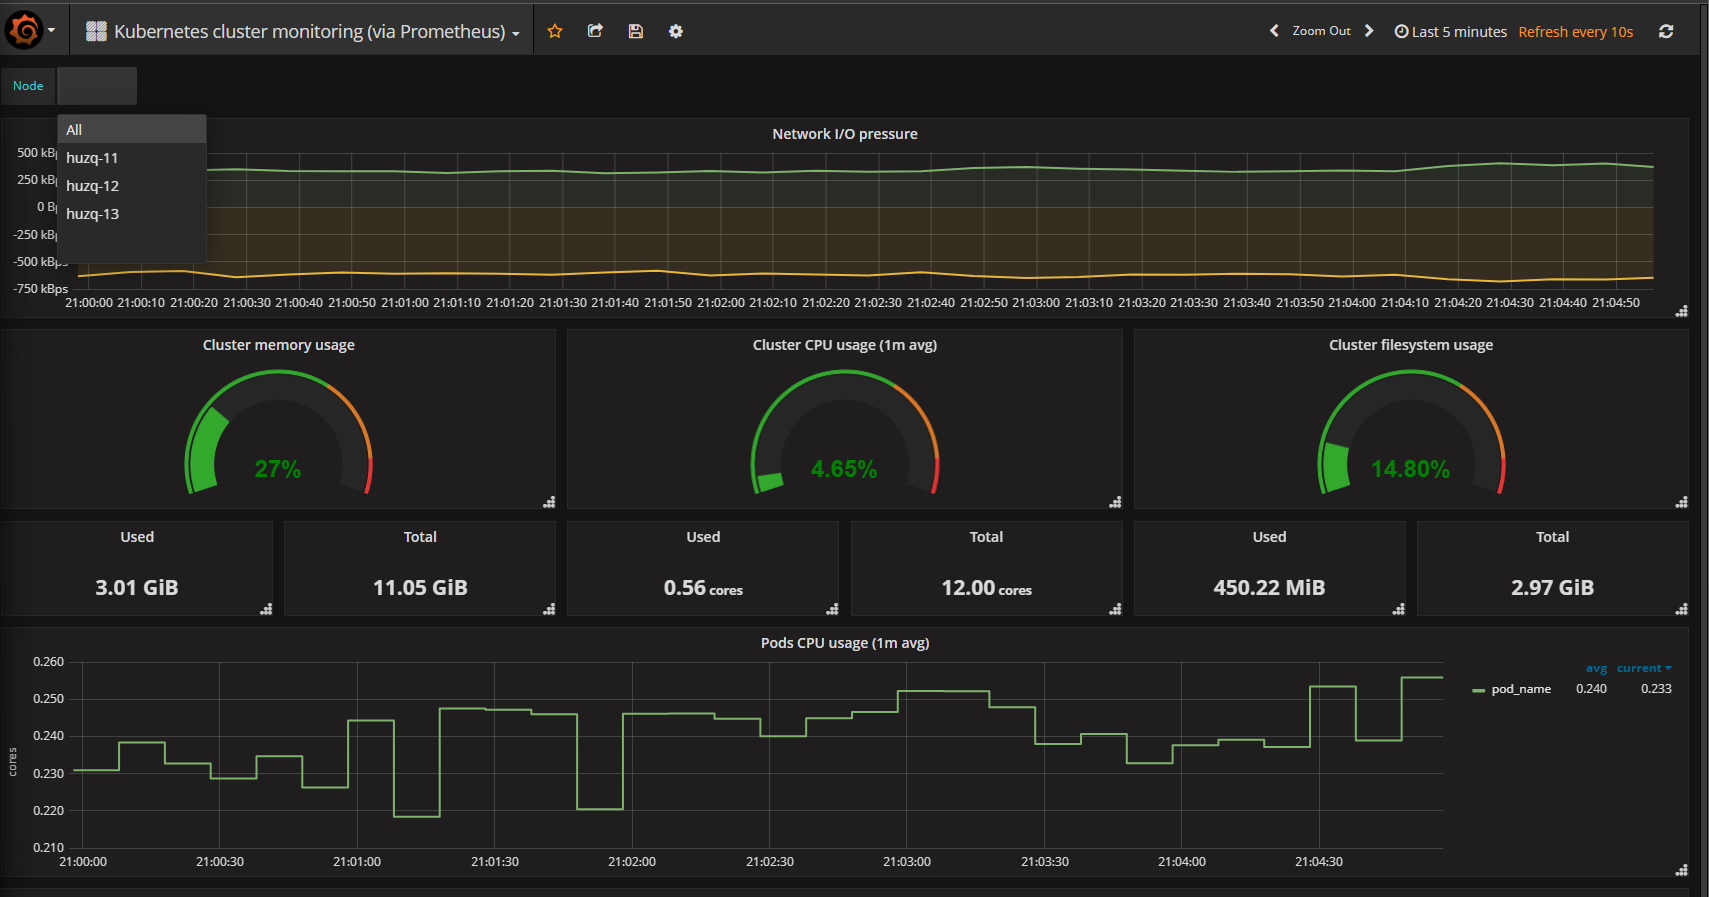 Kubernetes cluster monitoring (via Prometheus)
Zoom Out
Last 5 minutes
Refresh every 10s
Node
All
huzq-11
huzq-12
huzq-13
Network I/O pressure
500 kB
250 kB
0 B
-250 kB
-500 kBps
-750 kBps
21:00:00 21:00:10 21:00:20 21:00:30 21:00:40 21:00:50 21:01:00 21:01:10 21:01:20 21:01:30 21:01:40 21:01:50 21:02:00 21:02:10 21:02:20 21:02:30 21:02:40 21:02:50 21:03:00 21:03:10 21:03:20 21:03:30 21:03:40 21:03:50 21:04:00 21:04:10 21:04:20 21:04:30 21:04:40 21:04:50
Cluster memory usage
27%
Cluster CPU usage (1m avg)
4.65%
Cluster filesystem usage
14.80%
Used
3.01 GiB
Total
11.05 GiB
Used
0.56 cores
Total
12.00 cores
Used
450.22 MiB
Total
2.97 GiB
Pods CPU usage (1m avg)
cores
0.260
0.250
0.240
0.230
0.220
0.210
21:00:00 21:00:30 21:01:00 21:01:30 21:02:00 21:02:30 21:03:00 21:03:30 21:04:00 21:04:30
avg current
pod_name 0.240 0.233